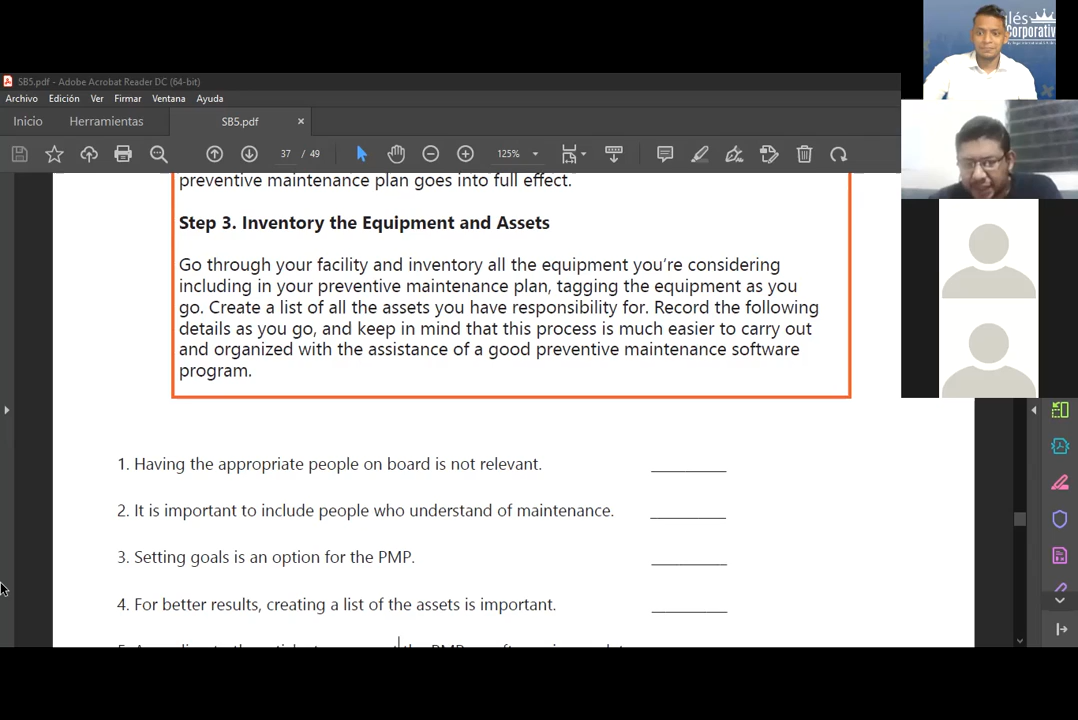 lés
Corporativ
SB5.pdf - Adobe Acrobat Reader DC (64-bit)
Archivo Edición Ver Firmar Ventana Ayuda
Inicio Herramientas SB5.pdf ×
37 / 49 125%
preventive maintenance plan goes into full effect.
Step 3. Inventory the Equipment and Assets
Go through your facility and inventory all the equipment you’re considering
including in your preventive maintenance plan, tagging the equipment as you
go. Create a list of all the assets you have responsibility for. Record the following
details as you go, and keep in mind that this process is much easier to carry out
and organized with the assistance of a good preventive maintenance software
program.
1. Having the appropriate people on board is not relevant. _________
2. It is important to include people who understand of maintenance. _________
3. Setting goals is an option for the PMP. _________
4. For better results, creating a list of the assets is important. _________